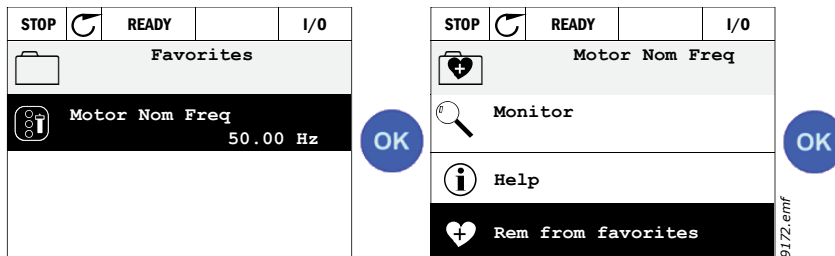 STOP READY I/O
Favorites
Motor Nom Freq
50.00 Hz
OK
STOP READY I/O
Motor Nom Freq
Monitor
Help
Rem from favorites
OK
9172.emf